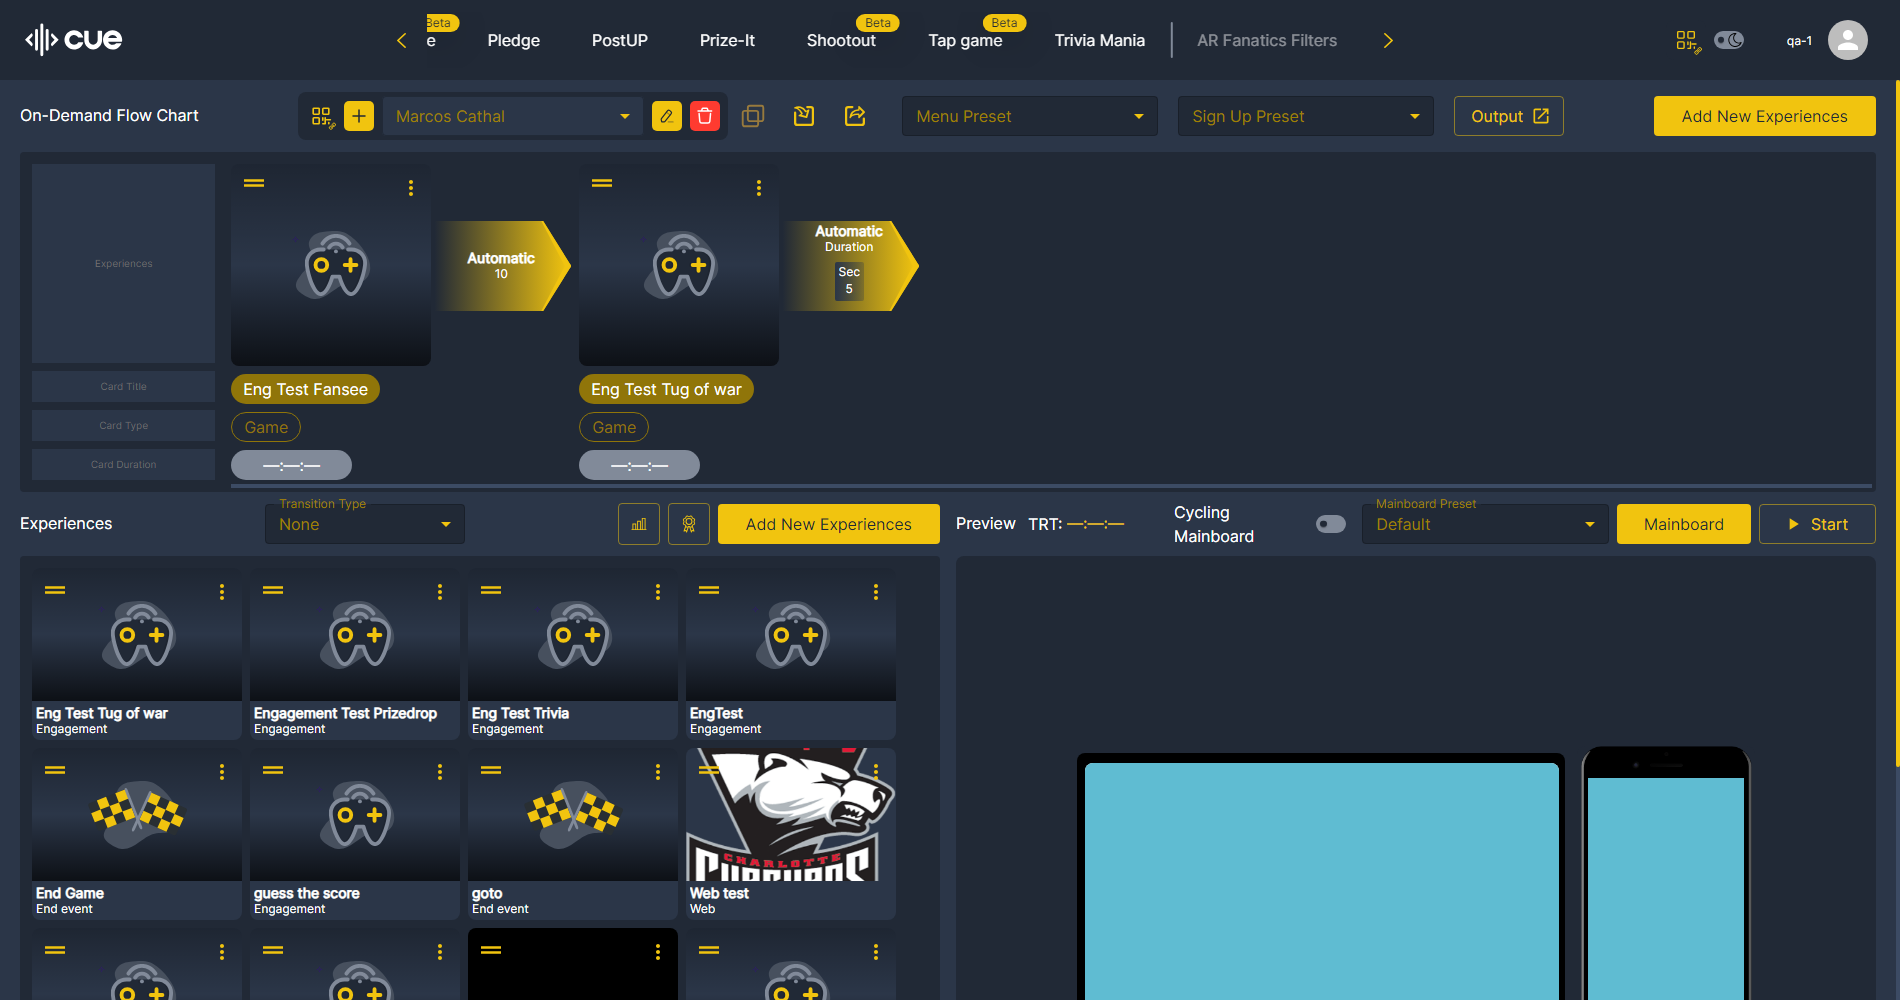 cue
e
Beta
Pledge
PostUP
Prize-It
Shootout
Beta
Tap game
Beta
Trivia Mania
AR Fanatics Filters
qa-1
On-Demand Flow Chart
Marcos Cathal
Menu Preset
Sign Up Preset
Output
Add New Experiences
Experiences
Automatic
10
Automatic
Duration
Sec
5
Card Title
Eng Test Fansee
Eng Test Tug of war
Card Type
Game
Game
Card Duration
—:—:—
—:—:—
Experiences
Transition Type
None
Add New Experiences
Preview
TRT: —:—:—
Cycling
Mainboard
Mainboard Preset
Default
Mainboard
Start
Eng Test Tug of war
Engagement
Engagement Test Prizedrop
Engagement
Eng Test Trivia
Engagement
EngTest
Engagement
End Game
End event
guess the score
Engagement
goto
End event
CHARLOTTE
Web test
Web